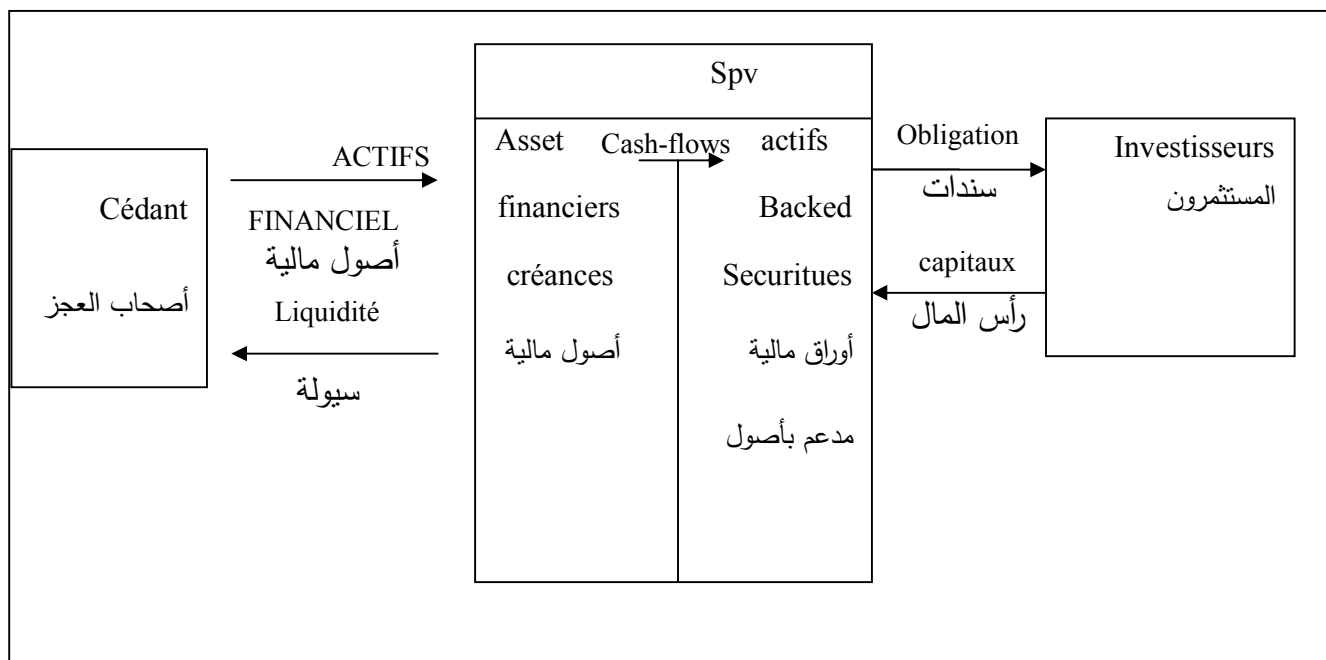 Spv
Cédant
أصحاب العجز
ACTIFS
FINANCIEL
أصول مالية
Liquidité
سيولة
Asset
financiers
créances
أصول مالية
Cash-flows
actifs
Backed
Securitues
أوراق مالية
مدعم بأصول
Obligation
سندات
capitaux
رأس المال
Investisseurs
المستثمرون